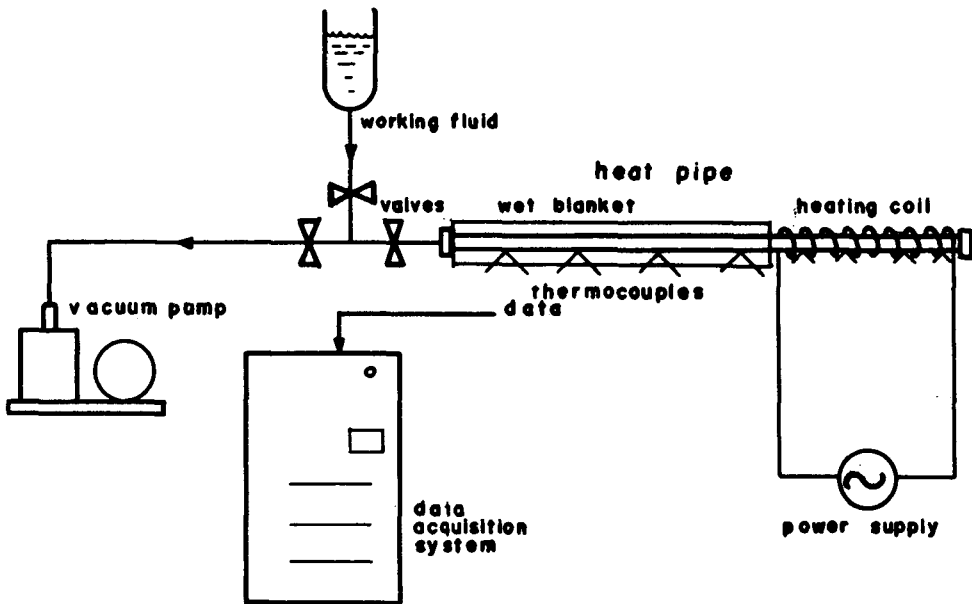 working fluid
heat pipe
valves
wet blanket
heating coil
thermocouples
vacuum pump
data
data
acquisition
system
power supply